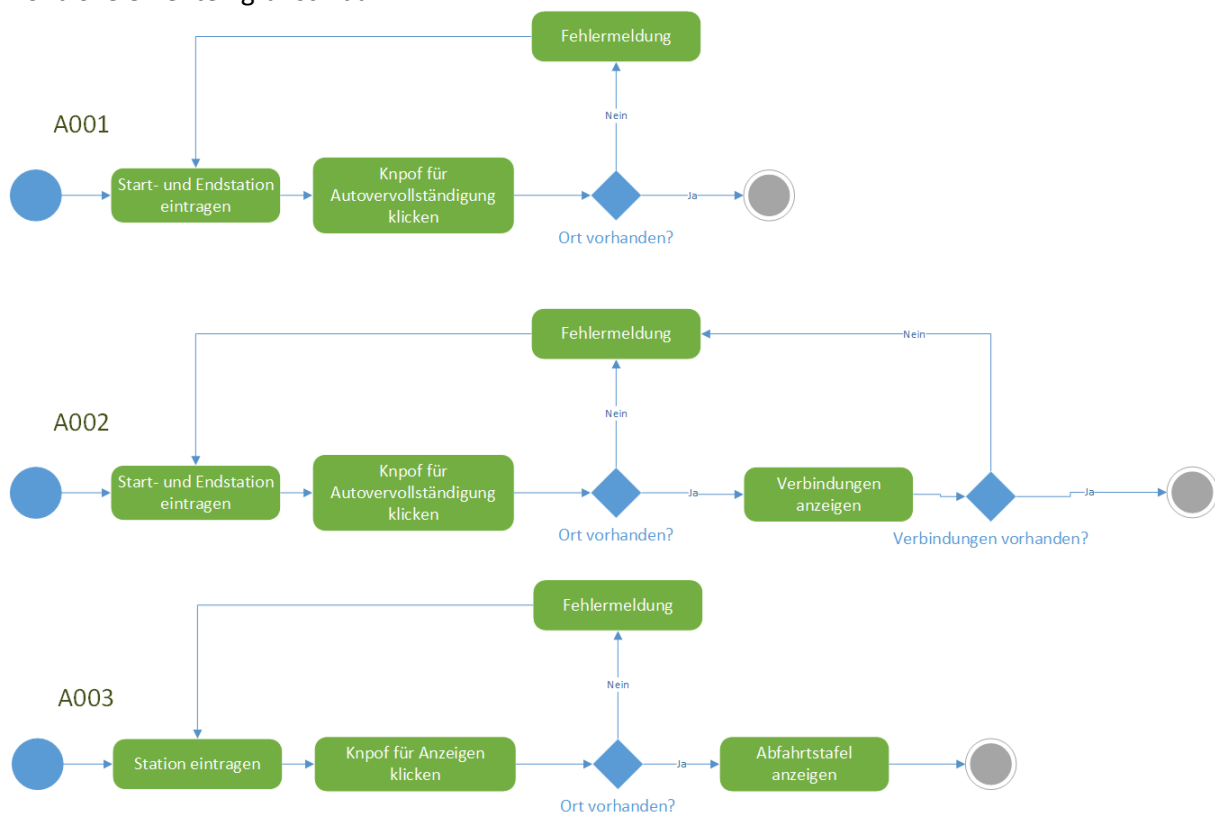 Fehlermeldung
Nein
A001
Start- und Endstation
eintragen
Knpof für
Autovervollständigung
klicken
Ja
Ort vorhanden?
Fehlermeldung
Nein
Nein
A002
Start- und Endstation
eintragen
Knpof für
Autovervollständigung
klicken
Ja
Verbindungen
anzeigen
Ja
Ort vorhanden?
Verbindungen vorhanden?
Fehlermeldung
Nein
A003
Station eintragen
Knpof für Anzeigen
klicken
Ja
Abfahrtstafel
anzeigen
Ort vorhanden?